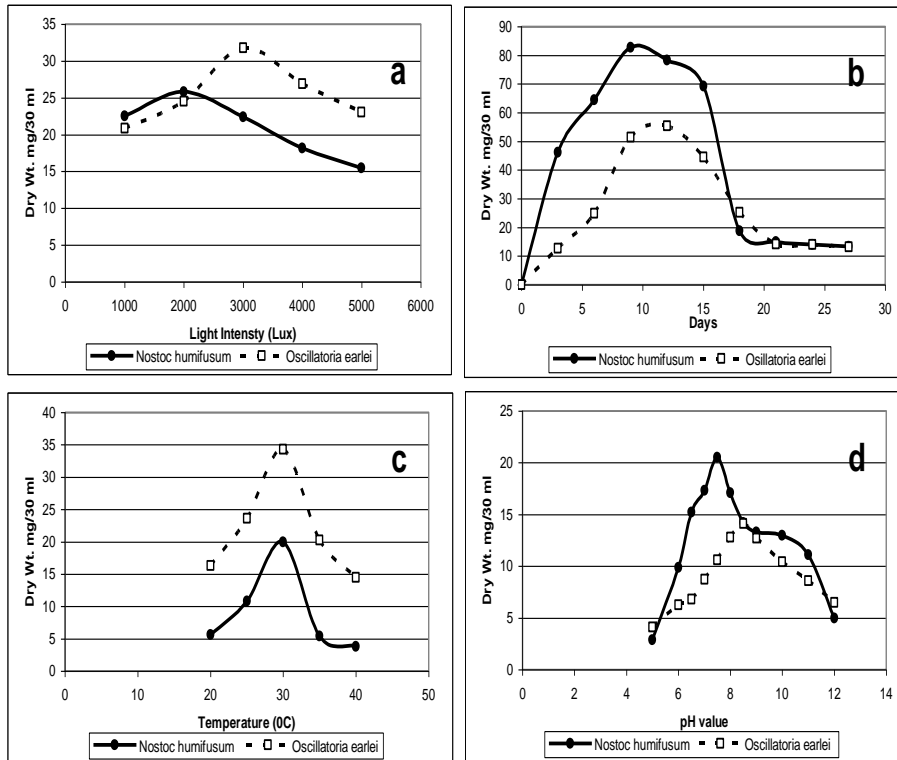 a
Dry Wt. mg/30 ml
35
30
25
20
15
10
5
0
0 1000 2000 3000 4000 5000 6000
Light Intensty (Lux)
Nostoc humifusum Oscillatoria earlei
b
Dry Wt. mg/30 ml
90
80
70
60
50
40
30
20
10
0
0 5 10 15 20 25 30
Days
Nostoc humifusum Osillatoria earlei
c
Dry Wt. mg/30 ml
40
35
30
25
20
15
10
5
0
0 10 20 30 40 50
Temperature (0C)
Nostoc humifusum Oscillatoria earlei
d
Dry Wt. mg/30 ml
25
20
15
10
5
0
0 2 4 6 8 10 12 14
pH value
Nostoc humifusum Oscillatoria earlei